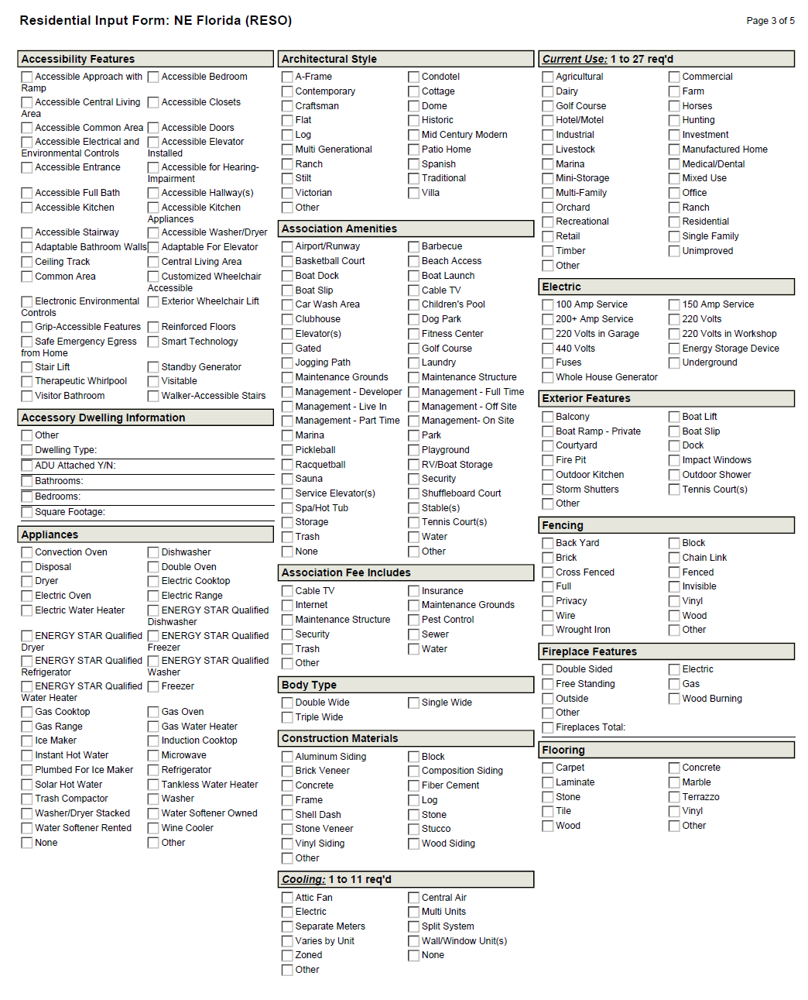 Residential Input Form: NE Florida (RESO)
Page 3 of 5
Accessibility Features
Accessible Approach with Ramp
Accessible Bedroom
Accessible Central Living Area
Accessible Closets
Accessible Common Area
Accessible Doors
Accessible Electrical and Environmental Controls
Accessible Elevator Installed
Accessible Entrance
Accessible for Hearing-Impairment
Accessible Full Bath
Accessible Hallway(s)
Accessible Kitchen
Accessible Kitchen Appliances
Accessible Stairway
Accessible Washer/Dryer
Adaptable Bathroom Walls
Adaptable For Elevator
Ceiling Track
Central Living Area
Common Area
Customized Wheelchair Accessible
Electronic Environmental Controls
Exterior Wheelchair Lift
Grip-Accessible Features
Reinforced Floors
Safe Emergency Egress from Home
Smart Technology
Stair Lift
Standby Generator
Therapeutic Whirlpool
Visitable
Visitor Bathroom
Walker-Accessible Stairs
Accessory Dwelling Information
Other
Dwelling Type:
ADU Attached Y/N:
Bathrooms:
Bedrooms:
Square Footage:
Appliances
Convection Oven
Dishwasher
Disposal
Double Oven
Dryer
Electric Cooktop
Electric Oven
Electric Range
Electric Water Heater
ENERGY STAR Qualified Dishwasher
ENERGY STAR Qualified Dryer
ENERGY STAR Qualified Freezer
ENERGY STAR Qualified Refrigerator
ENERGY STAR Qualified Washer
ENERGY STAR Qualified Water Heater
Freezer
Gas Cooktop
Gas Oven
Gas Range
Gas Water Heater
Ice Maker
Induction Cooktop
Instant Hot Water
Microwave
Plumbed For Ice Maker
Refrigerator
Solar Hot Water
Tankless Water Heater
Trash Compactor
Washer
Washer/Dryer Stacked
Water Softener Owned
Water Softener Rented
Wine Cooler
None
Other
Architectural Style
A-Frame
Condotel
Contemporary
Cottage
Craftsman
Dome
Flat
Historic
Log
Mid Century Modern
Multi Generational
Patio Home
Ranch
Spanish
Stilt
Traditional
Victorian
Villa
Other
Association Amenities
Airport/Runway
Barbecue
Basketball Court
Beach Access
Boat Dock
Boat Launch
Boat Slip
Cable TV
Car Wash Area
Children's Pool
Clubhouse
Dog Park
Elevator(s)
Fitness Center
Gated
Golf Course
Jogging Path
Laundry
Maintenance Grounds
Maintenance Structure
Management - Developer
Management - Full Time
Management - Live In
Management - Off Site
Management - Part Time
Management- On Site
Marina
Park
Pickleball
Playground
Racquetball
RV/Boat Storage
Sauna
Security
Service Elevator(s)
Shuffleboard Court
Spa/Hot Tub
Stable(s)
Storage
Tennis Court(s)
Trash
Water
None
Other
Association Fee Includes
Cable TV
Insurance
Internet
Maintenance Grounds
Maintenance Structure
Pest Control
Security
Sewer
Trash
Water
Other
Body Type
Double Wide
Single Wide
Triple Wide
Construction Materials
Aluminum Siding
Block
Brick Veneer
Composition Siding
Concrete
Fiber Cement
Frame
Log
Shell Dash
Stone
Stone Veneer
Stucco
Vinyl Siding
Wood Siding
Other
Cooling: 1 to 11 req'd
Attic Fan
Central Air
Electric
Multi Units
Separate Meters
Split System
Varies by Unit
Wall/Window Unit(s)
Zoned
None
Other
Current Use: 1 to 27 req'd
Agricultural
Commercial
Dairy
Farm
Golf Course
Horses
Hotel/Motel
Hunting
Industrial
Investment
Livestock
Manufactured Home
Marina
Medical/Dental
Mini-Storage
Mixed Use
Multi-Family
Office
Orchard
Ranch
Recreational
Residential
Retail
Single Family
Timber
Unimproved
Other
Electric
100 Amp Service
150 Amp Service
200+ Amp Service
220 Volts
220 Volts in Garage
220 Volts in Workshop
440 Volts
Energy Storage Device
Fuses
Underground
Whole House Generator
Exterior Features
Balcony
Boat Lift
Boat Ramp - Private
Boat Slip
Courtyard
Dock
Fire Pit
Impact Windows
Outdoor Kitchen
Outdoor Shower
Storm Shutters
Tennis Court(s)
Other
Fencing
Back Yard
Block
Brick
Chain Link
Cross Fenced
Fenced
Full
Invisible
Privacy
Vinyl
Wire
Wood
Wrought Iron
Other
Fireplace Features
Double Sided
Electric
Free Standing
Gas
Outside
Wood Burning
Other
Fireplaces Total:
Flooring
Carpet
Concrete
Laminate
Marble
Stone
Terrazzo
Tile
Vinyl
Wood
Other